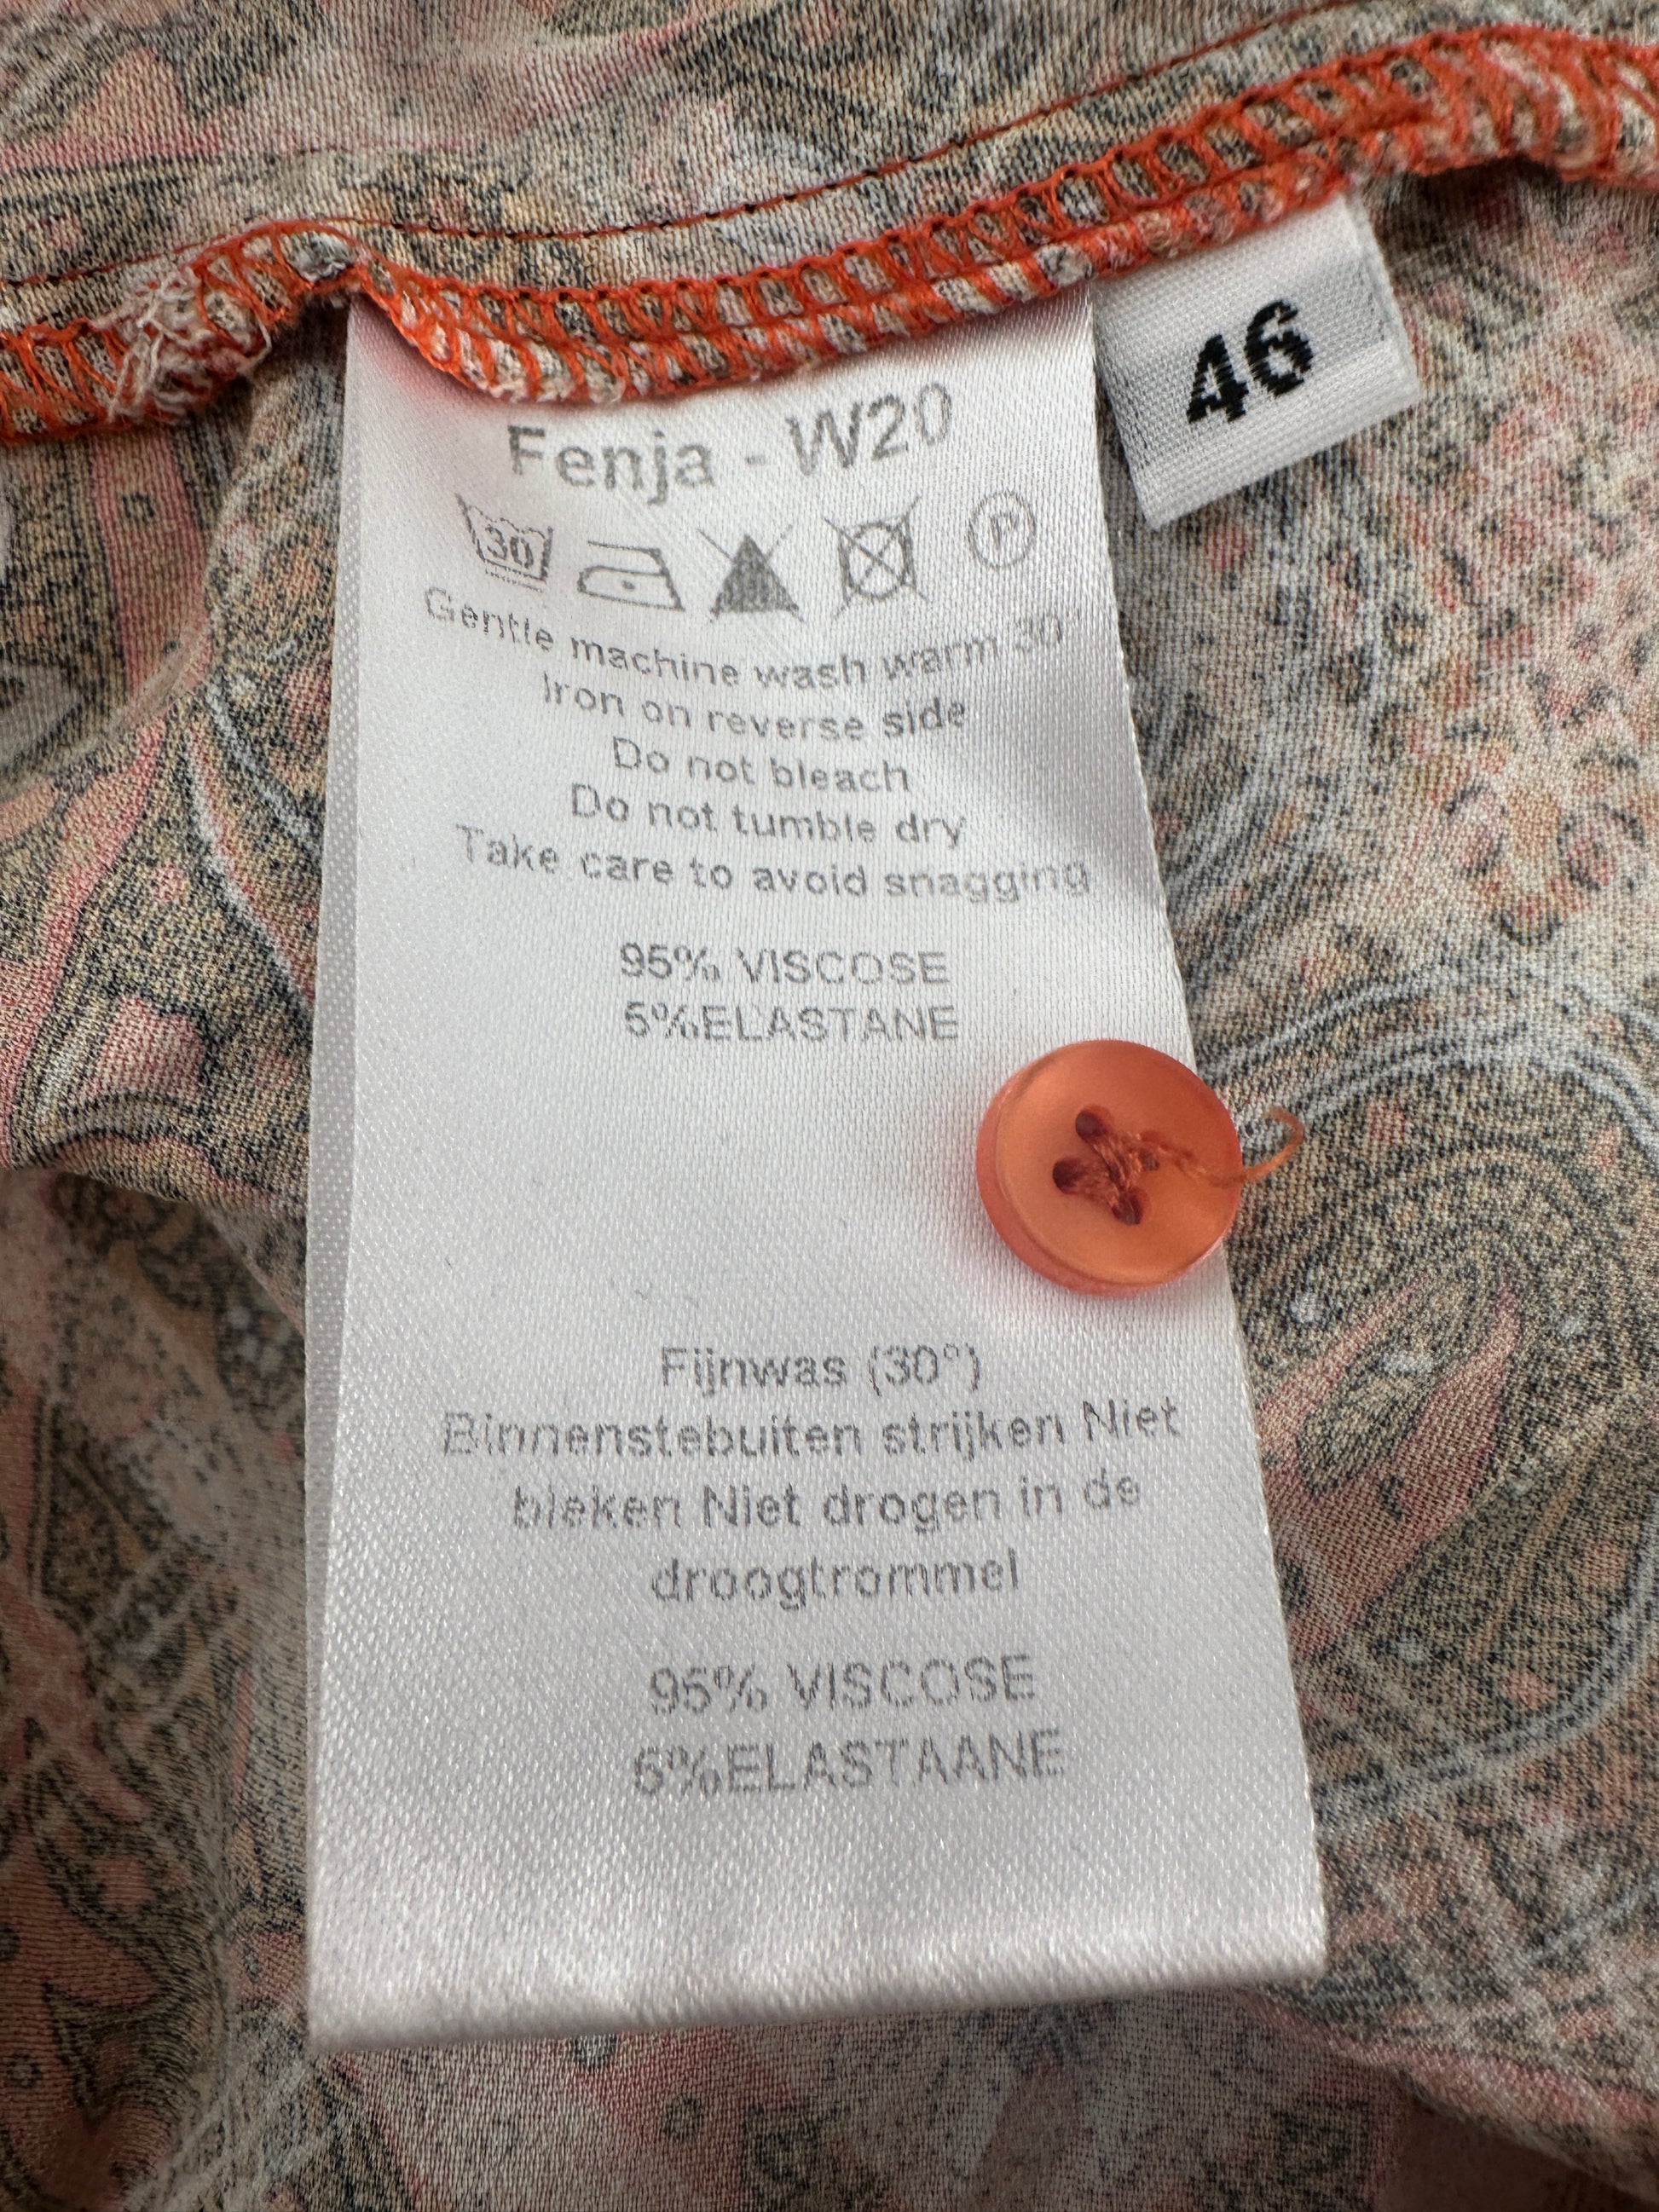 46
Fenja - W20
30
P
Gentle machine wash warm 30°
Iron on reverse side
Do not bleach
Do not tumble dry
Take care to avoid snagging
95% VISCOSE
5%ELASTANE
Fijnwas (30°)
Binnenstebuiten strijken Niet
bleken Niet drogen in de
droogtrommel
95% VISCOSE
5%ELASTAANE